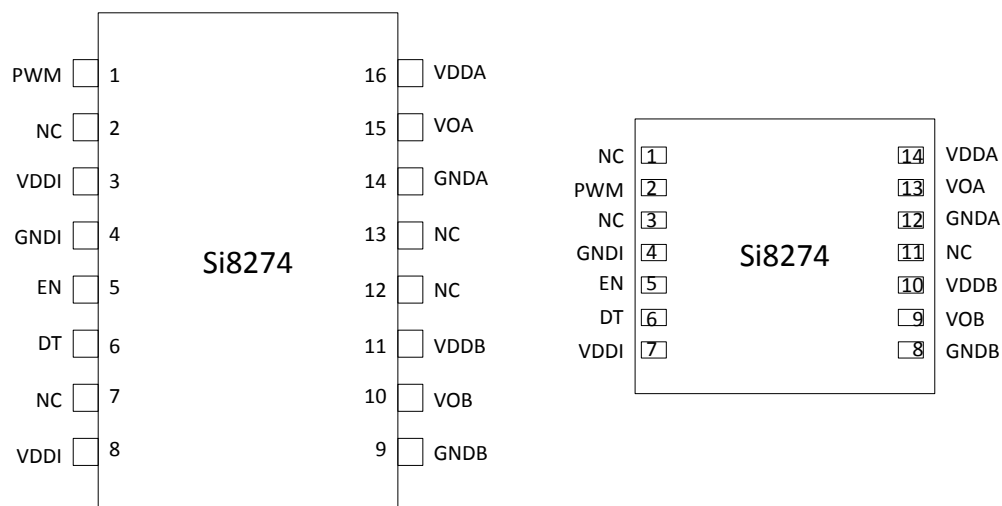 PWM 1 16 VDDA
NC 2 15 VOA
VDDI 3 14 GNDA
GNDI 4 13 NC
Si8274
EN 5 12 NC
DT 6 11 VDDB
NC 7 10 VOB
VDDI 8 9 GNDB
NC 1 14 VDDA
PWM 2 13 VOA
NC 3 12 GNDA
GNDI 4 Si8274 11 NC
EN 5 10 VDDB
DT 6 9 VOB
VDDI 7 8 GNDB